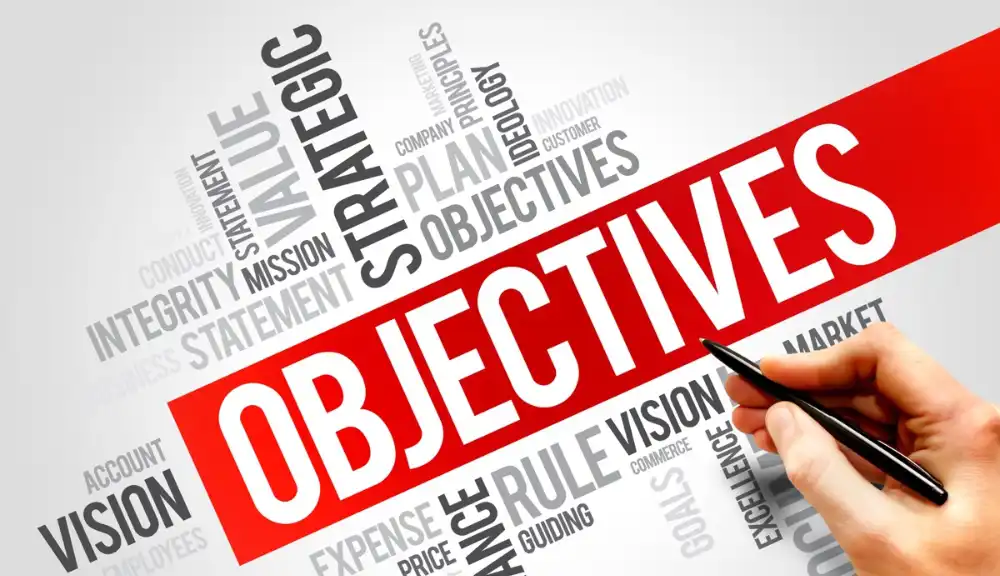 PRINCIPLES
MARKETING
STRATEGIC
IDEOLOGY
INNOVATION
COMPANY
PLAN
CUSTOMER
VALUE
OBJECTIVES
STATEMENT
INNOVATION
CONDUCT
MISSION
INTEGRITY
STATEMENT
BUSINESS
OBJECTIVES
MARKET
VISION
COMMERCE
RULE
EXCELLENCE
GOALS
GUIDING
ACCOUNT
VISION
EMPLOYEES
EXPENSE
PRICE